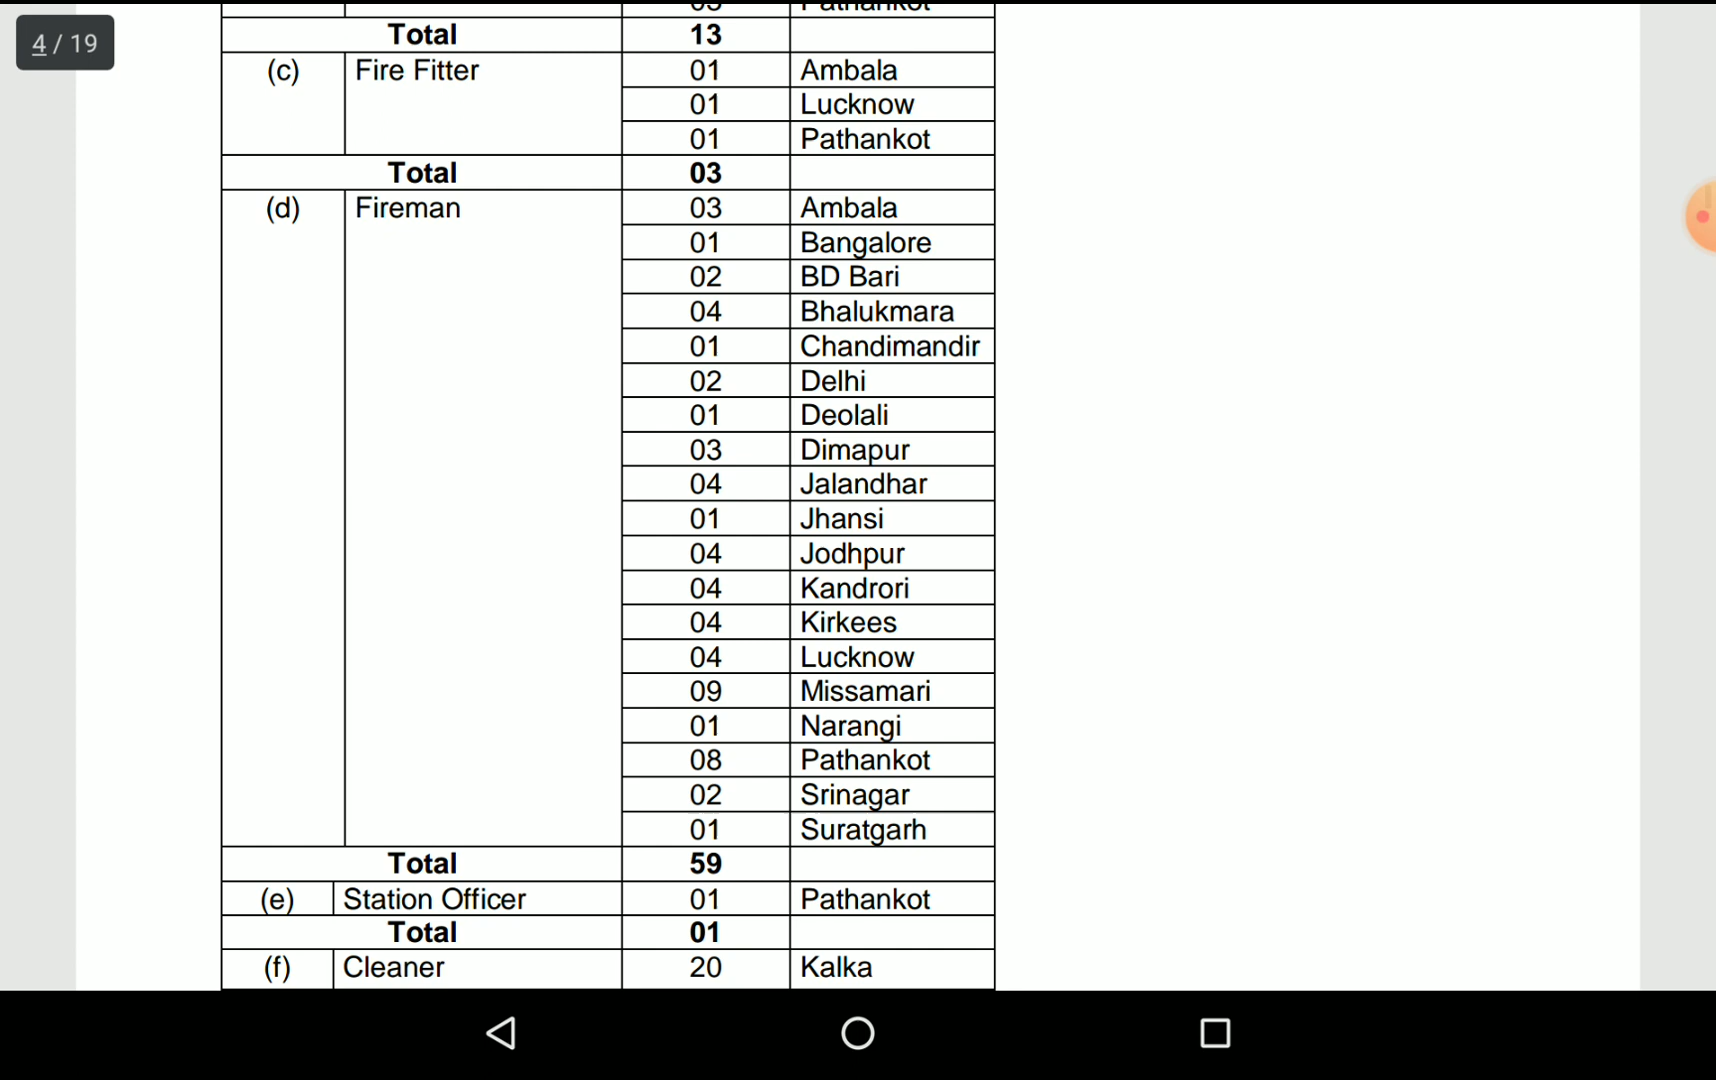 4 / 19
03 Pathankot
Total 13
(c) Fire Fitter 01 Ambala
01 Lucknow
01 Pathankot
Total 03
(d) Fireman 03 Ambala
01 Bangalore
02 BD Bari
04 Bhalukmara
01 Chandimandir
02 Delhi
01 Deolali
03 Dimapur
04 Jalandhar
01 Jhansi
04 Jodhpur
04 Kandrori
04 Kirkees
04 Lucknow
09 Missamari
01 Narangi
08 Pathankot
02 Srinagar
01 Suratgarh
Total 59
(e) Station Officer 01 Pathankot
Total 01
(f) Cleaner 20 Kalka